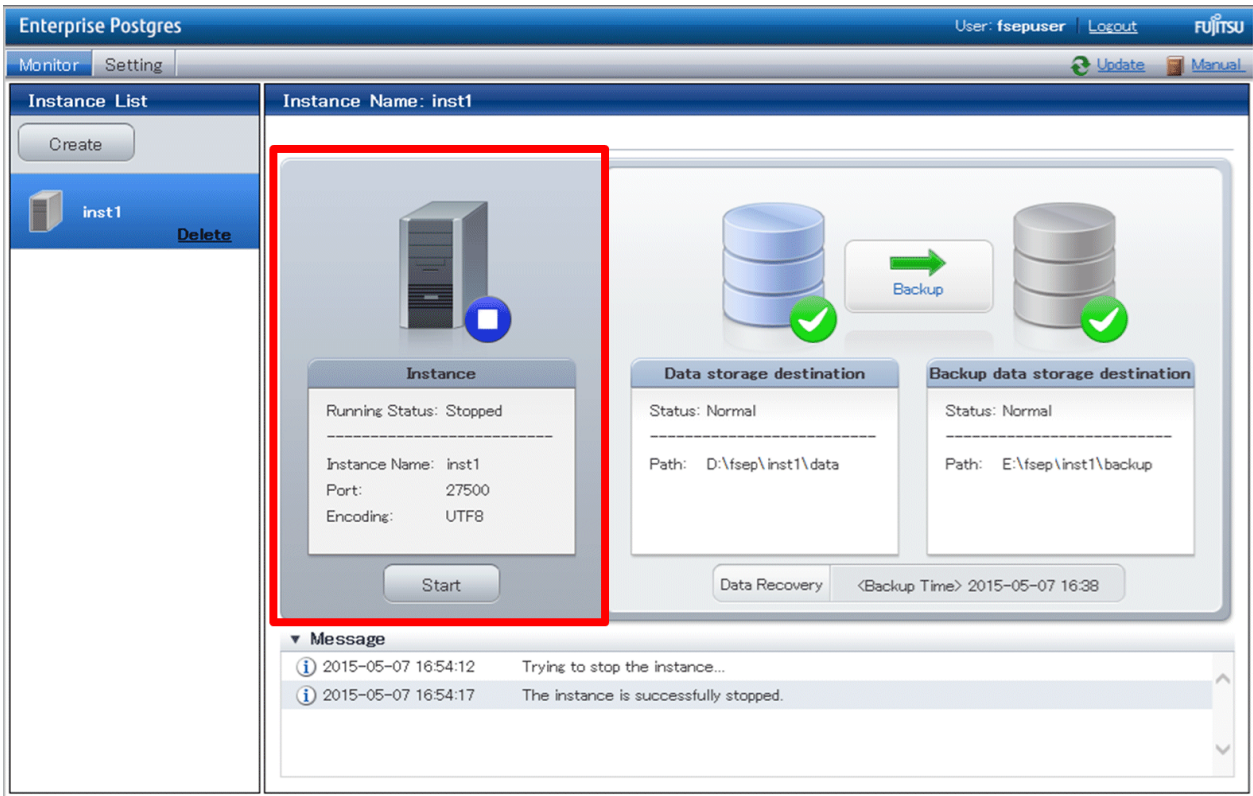 Enterprise Postgres
User: fsepuser
Logout
FUJITSU
Monitor
Setting
Update
Manual
Instance List
Create
inst1
Delete
Instance Name: inst1
Instance
Running Status: Stopped
---------------------------
Instance Name: inst1
Port: 27500
Encoding: UTF8
Start
Backup
Data storage destination
Status: Normal
---------------------------
Path: D:\fsep\inst1\data
Backup data storage destination
Status: Normal
---------------------------
Path: E:\fsep\inst1\backup
Data Recovery
<Backup Time> 2015-05-07 16:38
▼ Message
2015-05-07 16:54:12 Trying to stop the instance...
2015-05-07 16:54:17 The instance is successfully stopped.